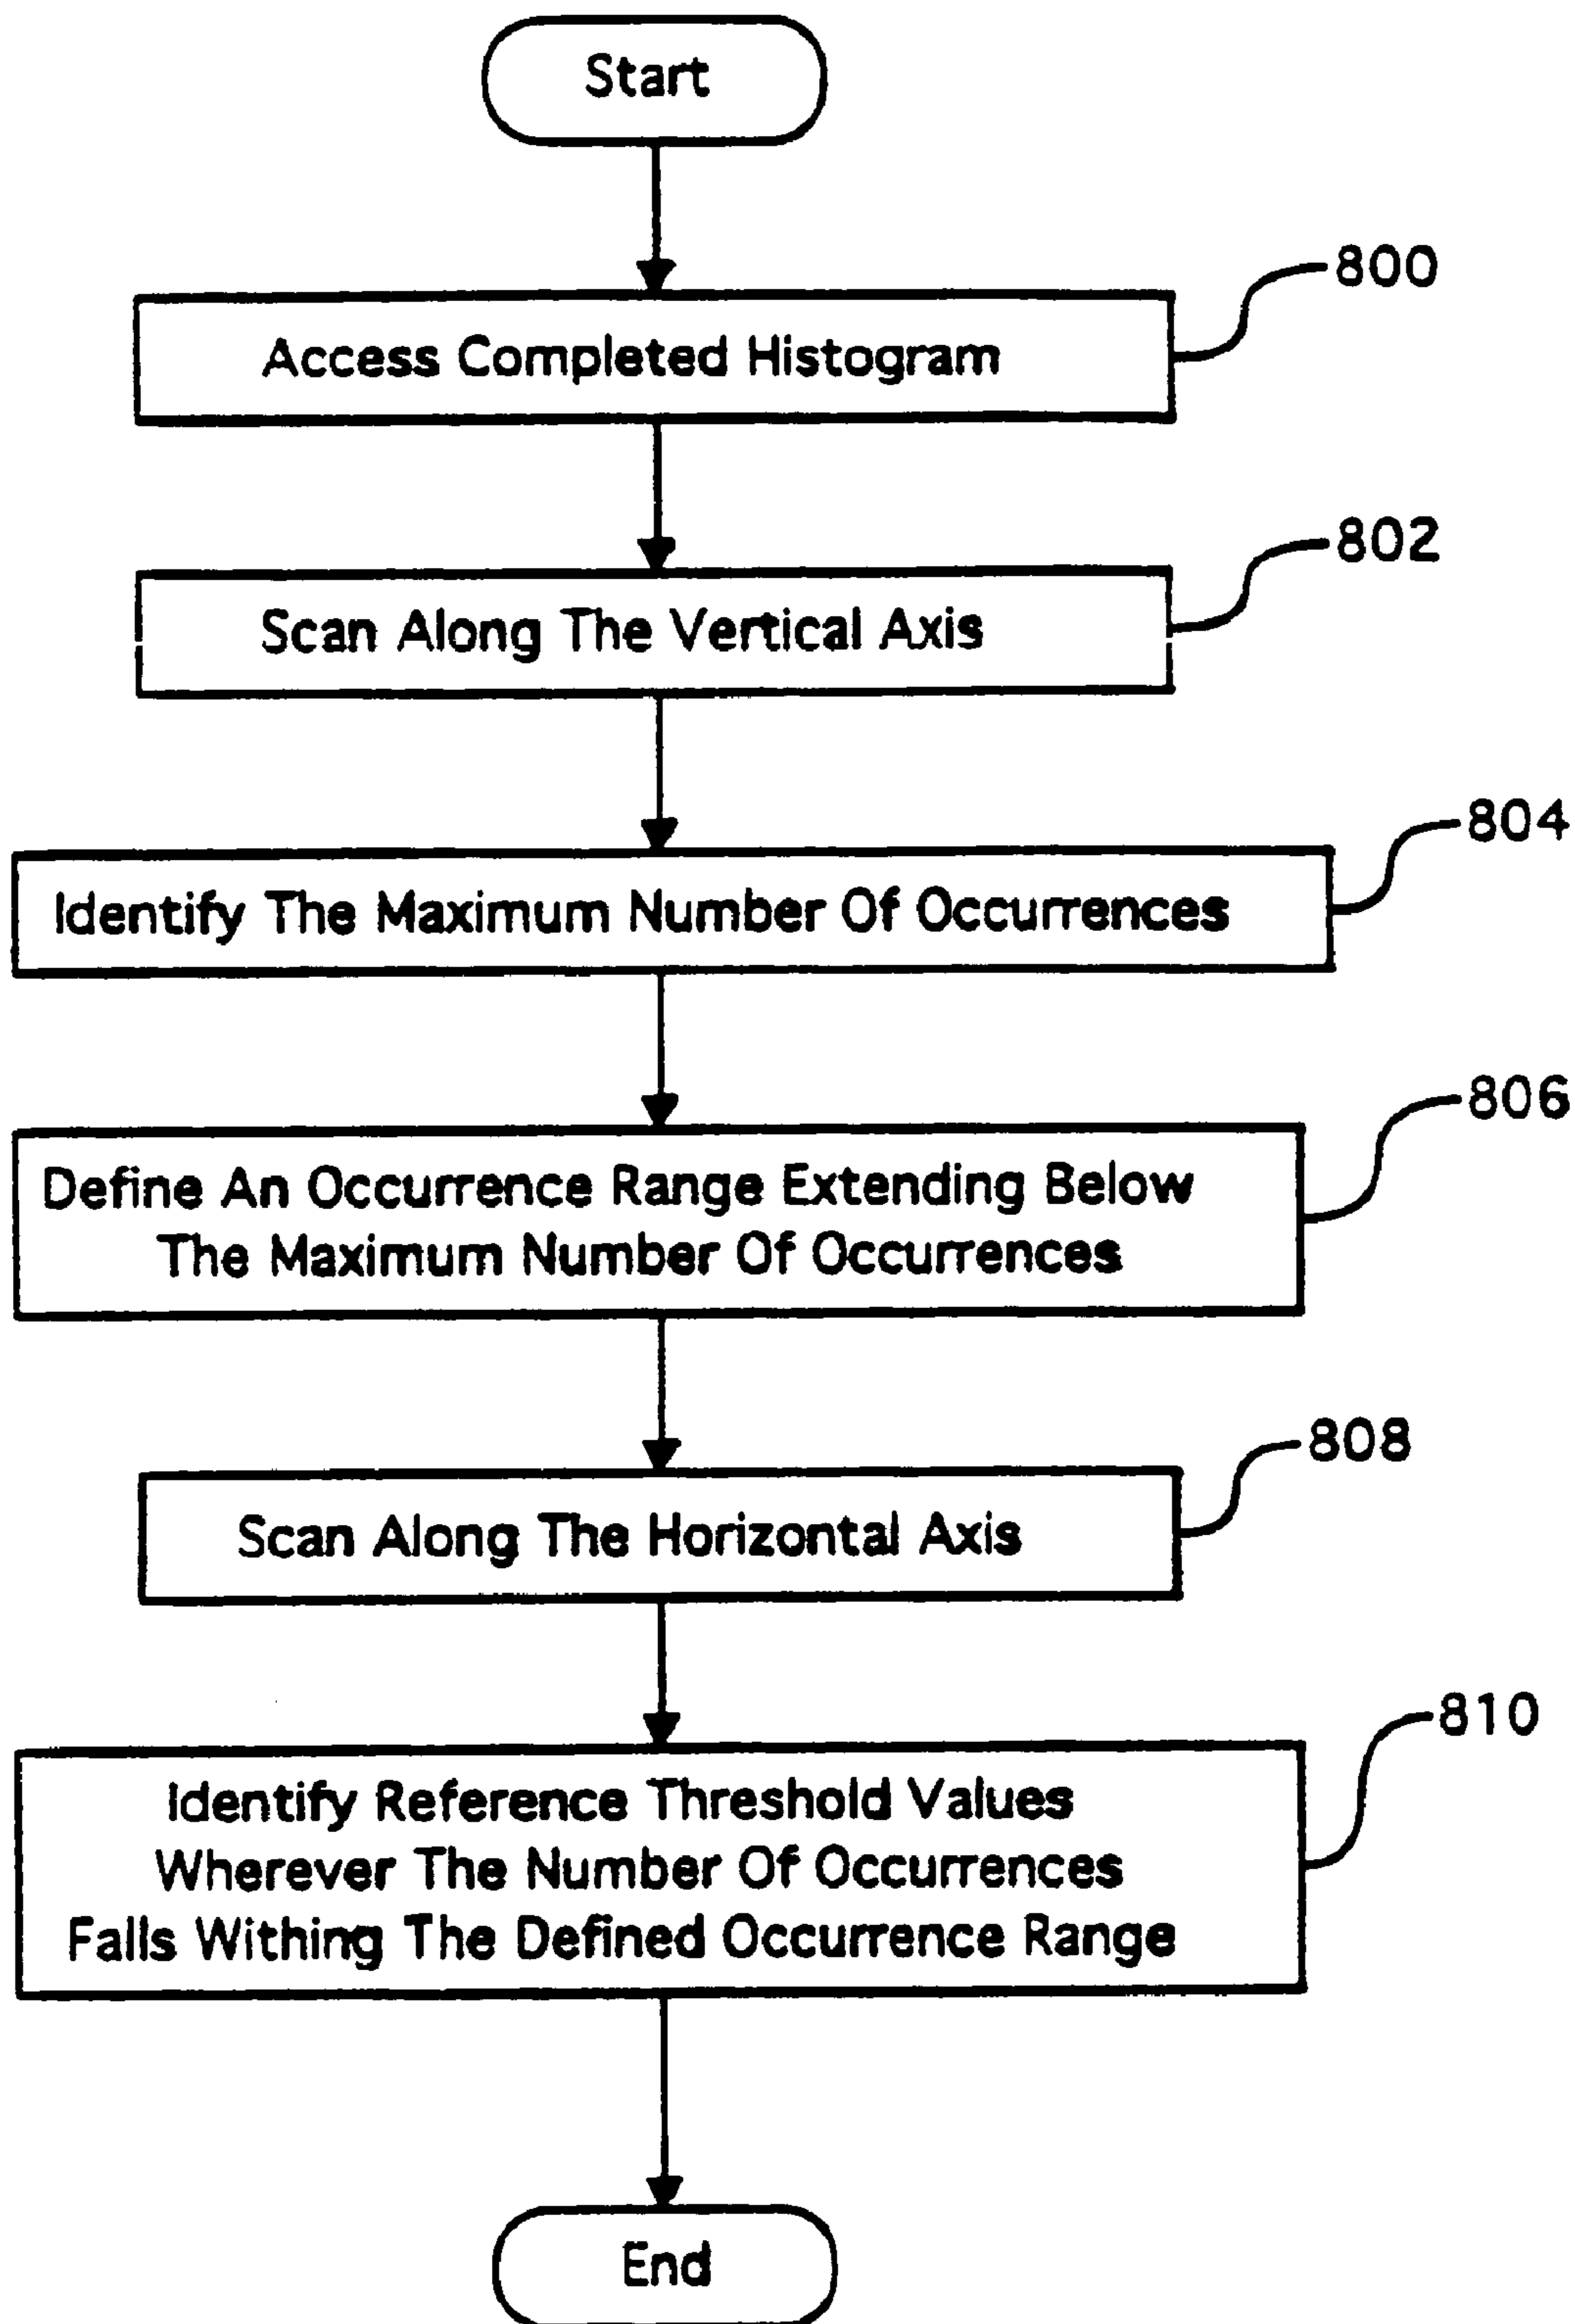 Start
800
Access Completed Histogram
802
Scan Along The Vertical Axis
804
Identify The Maximum Number Of Occurrences
806
Define An Occurrence Range Extending Below
The Maximum Number Of Occurrences
808
Scan Along The Horizontal Axis
810
Identify Reference Threshold Values
Wherever The Number Of Occurrences
Falls Withing The Defined Occurrence Range
End